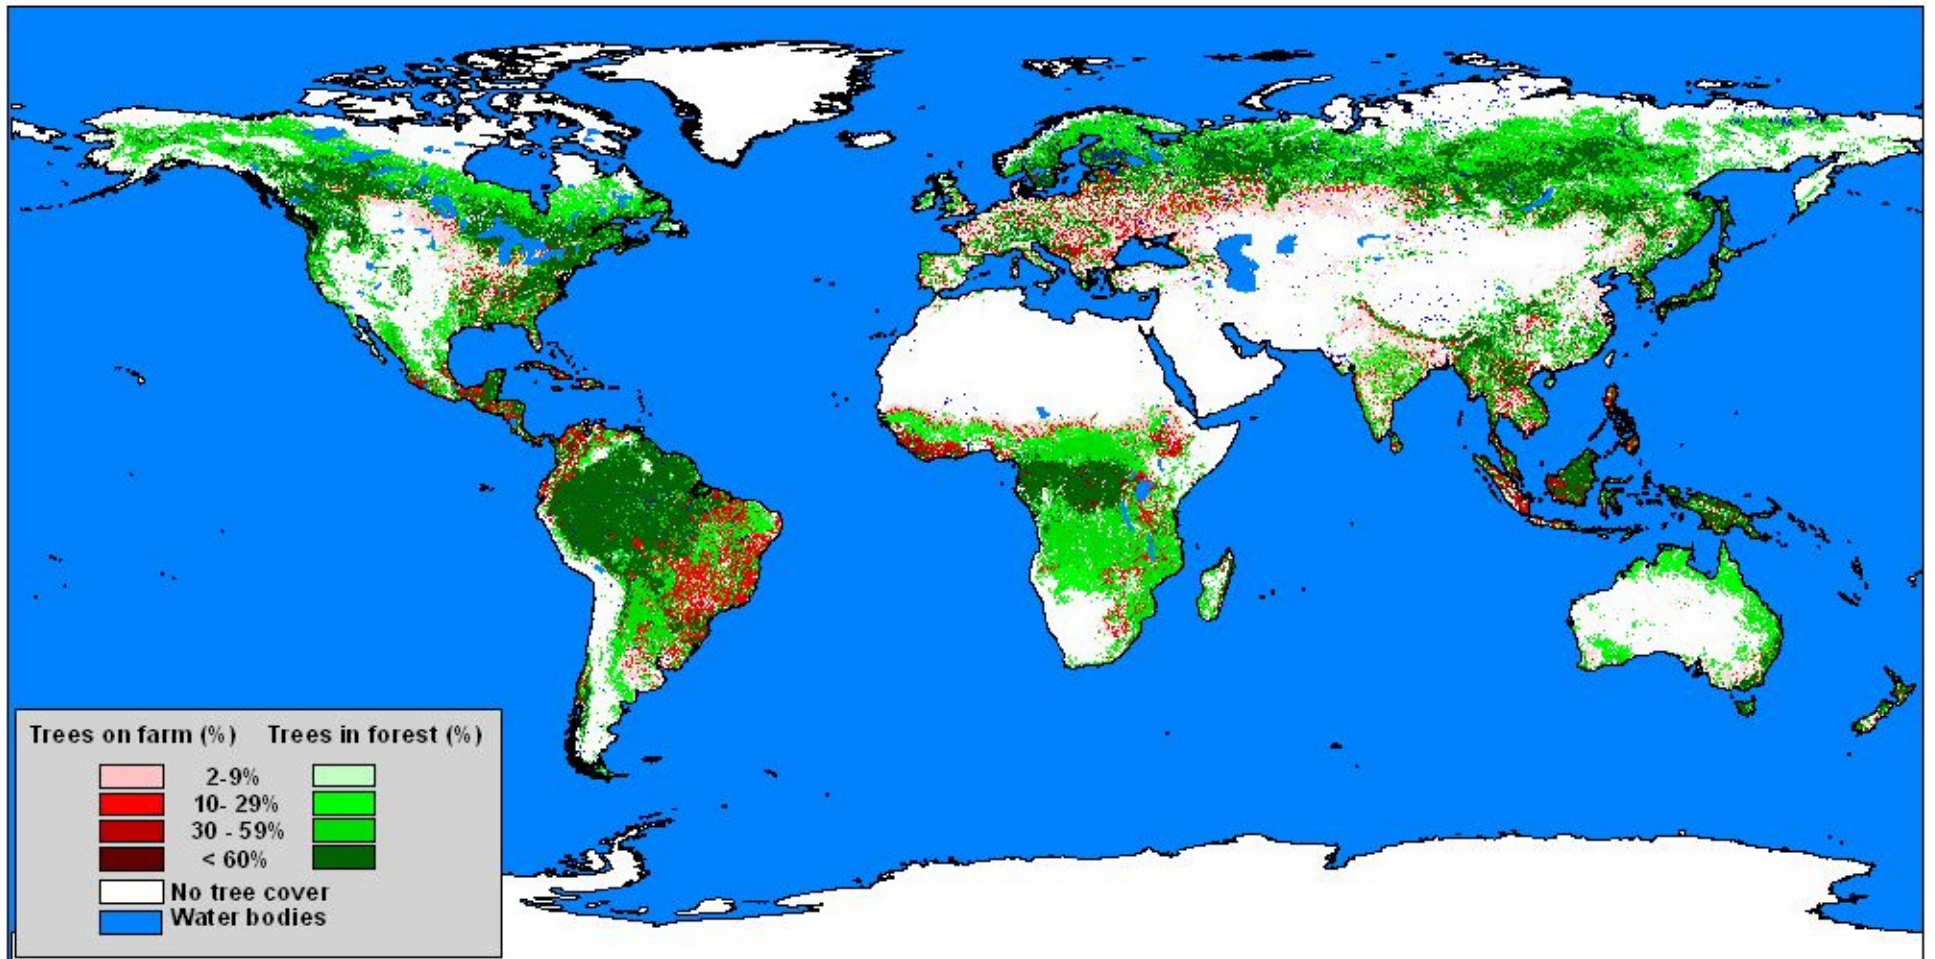 Trees on farm (%) Trees in forest (%)
2-9%
10- 29%
30 - 59%
< 60%
No tree cover
Water bodies